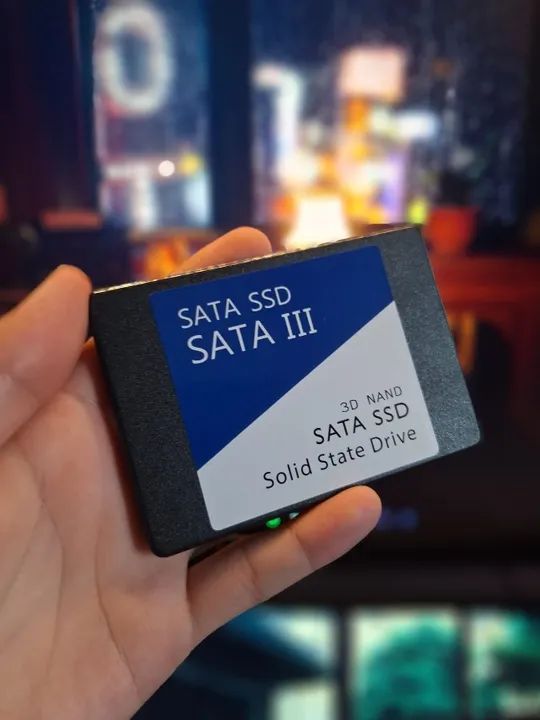 SATA SSD
SATA III
3D NAND
SATA SSD
Solid State Drive